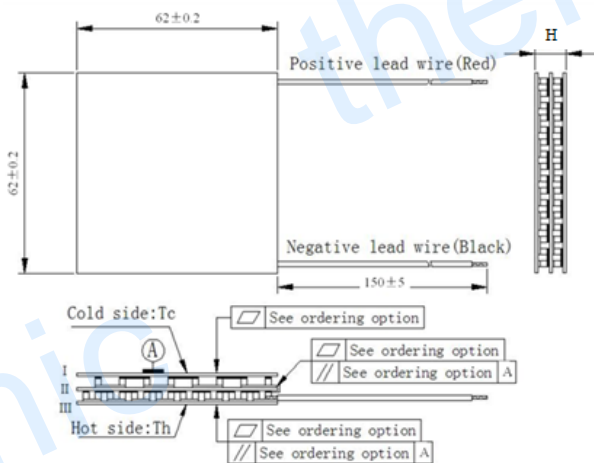 62±0.2
H
Positive lead wire(Red)
62±0.2
Negative lead wire(Black)
150±5
Cold side:Tc
See ordering option
A
I
See ordering option
II
// See ordering option A
III
Hot side:Th
See ordering option
// See ordering option A